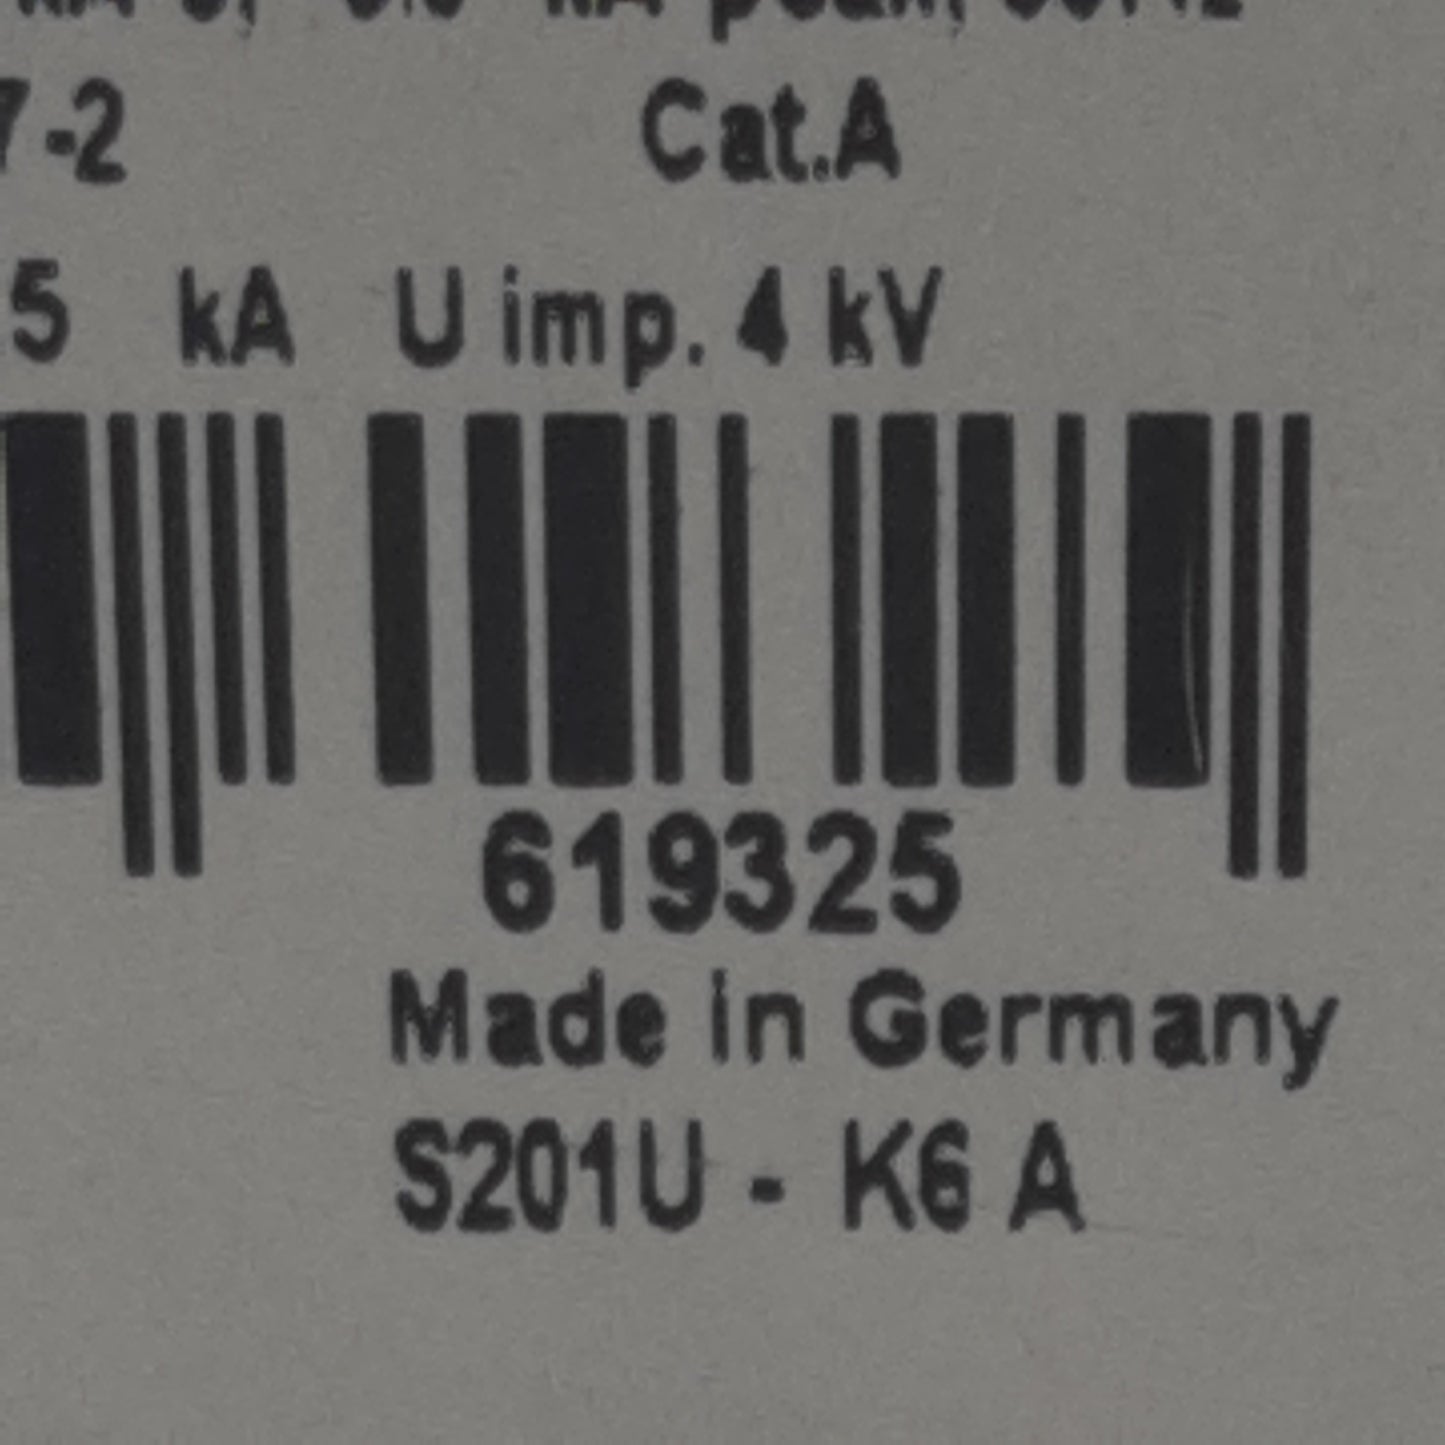 7-2 Cat.A
5 kA U imp. 4 kV
619325
Made in Germany
S201U - K6 A